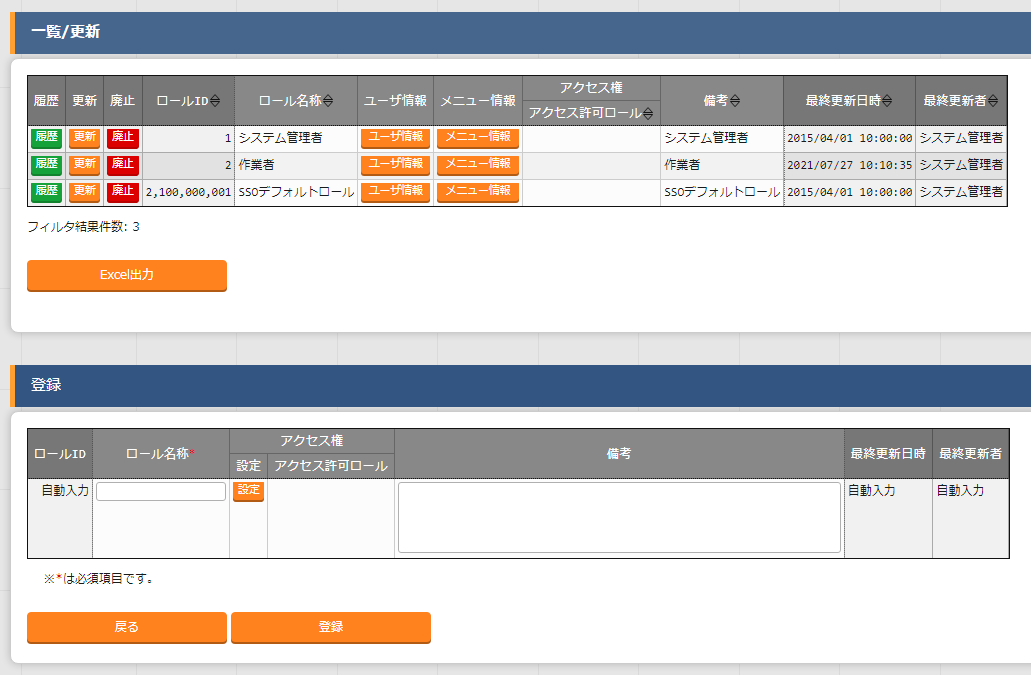 一覧/更新
履歴 更新 廃止 ロールID ロール名称 ユーザ情報 メニュー情報 アクセス権 備考 最終更新日時 最終更新者
アクセス許可ロール
履歴 更新 廃止 1 システム管理者 ユーザ情報 メニュー情報 システム管理者 2015/04/01 10:00:00 システム管理者
履歴 更新 廃止 2 作業者 ユーザ情報 メニュー情報 作業者 2021/07/27 10:10:35 システム管理者
履歴 更新 廃止 2,100,000,001 SSOデフォルトロール ユーザ情報 メニュー情報 SSOデフォルトロール 2015/04/01 10:00:00 システム管理者
フィルタ結果件数: 3
Excel出力
登録
ロールID ロール名称* アクセス権 備考 最終更新日時 最終更新者
設定 アクセス許可ロール
自動入力 設定 自動入力 自動入力
※*は必須項目です。
戻る 登録